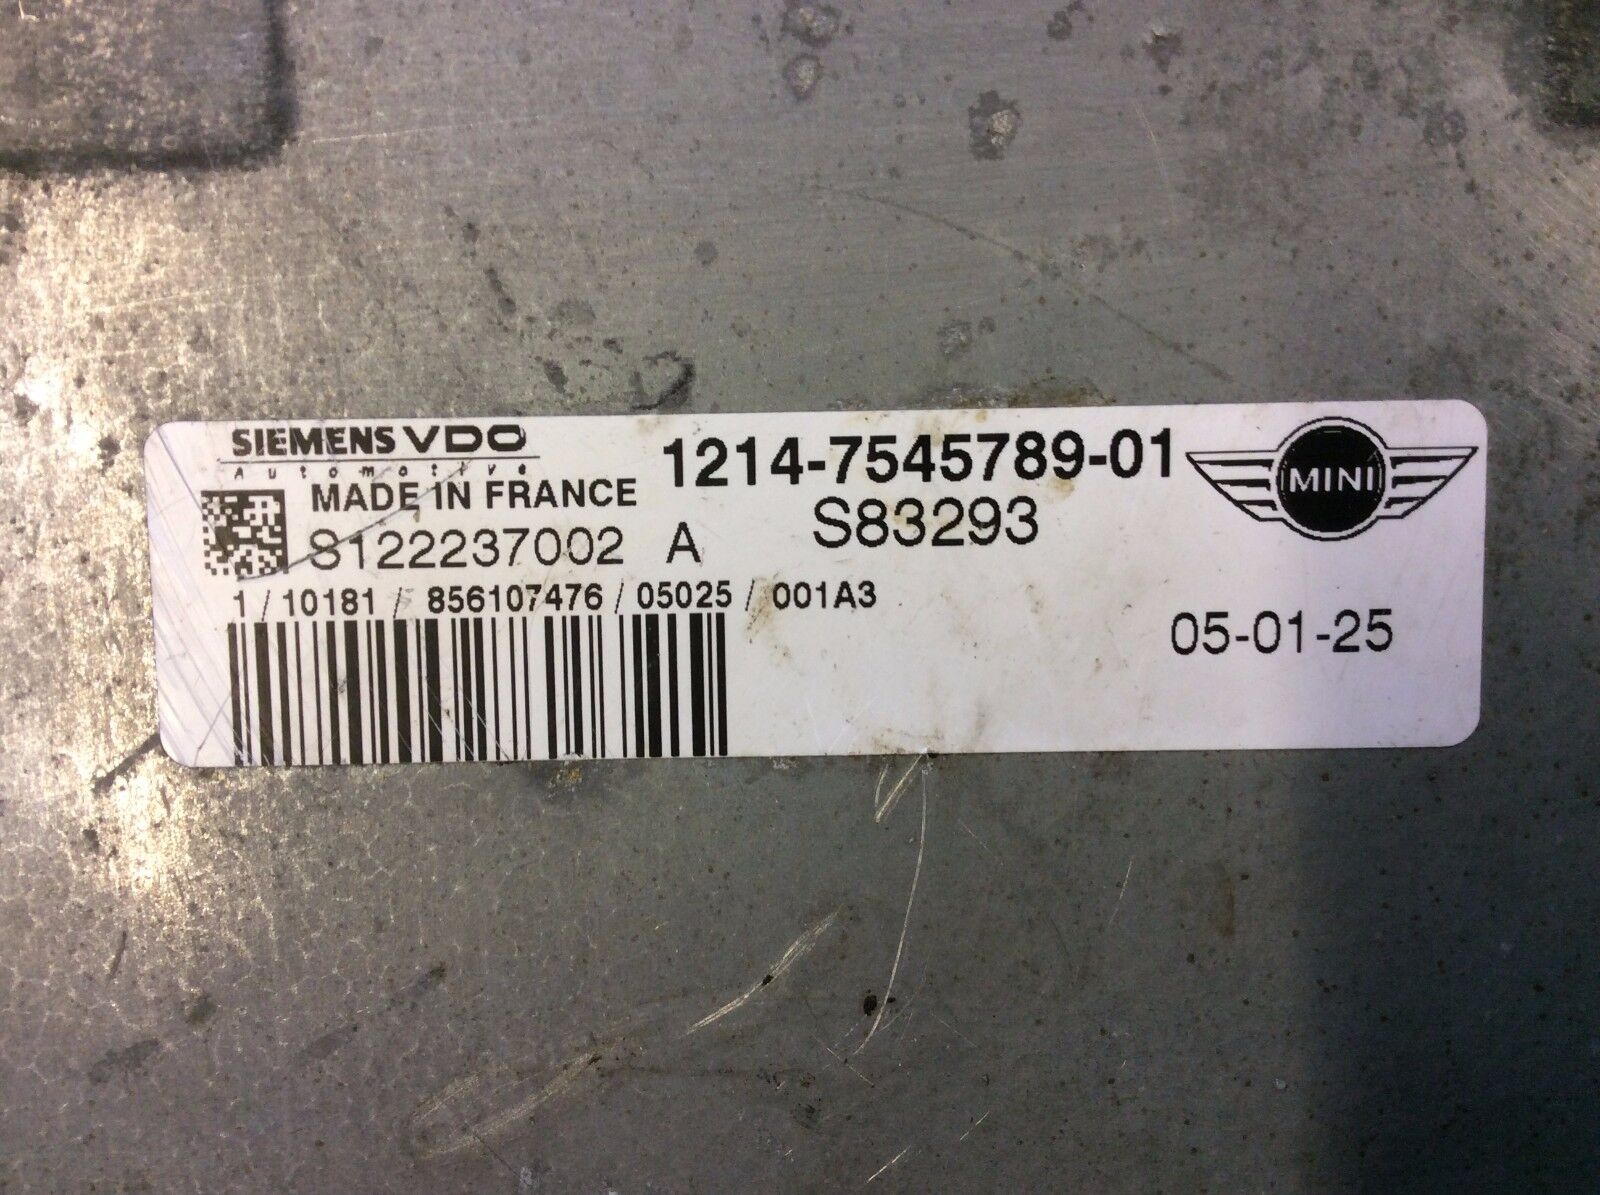 SIEMENS VDO
Automotive
1214-7545789-01
MINI
MADE IN FRANCE
S122237002 A
S83293
1 / 10181 / 856107476 / 05025 / 001A3
05-01-25